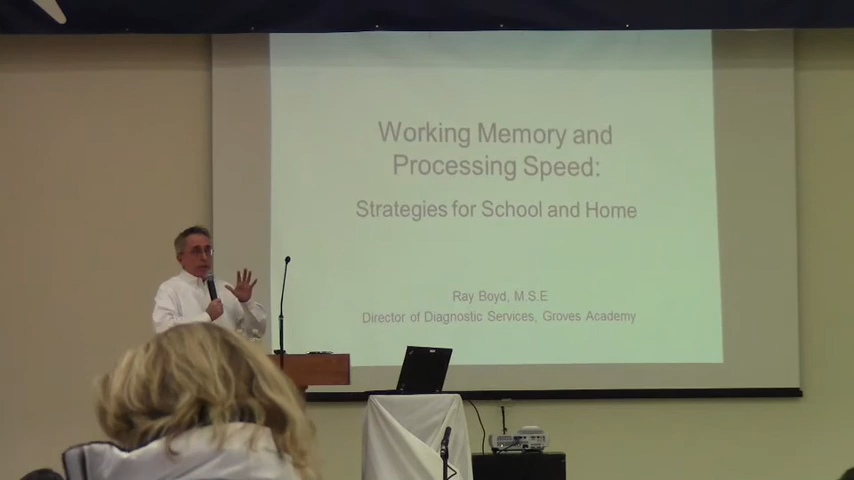 Working Memory and
Processing Speed:
Strategies for School and Home
Ray Boyd, M.S.E
Director of Diagnostic Services, Groves Academy